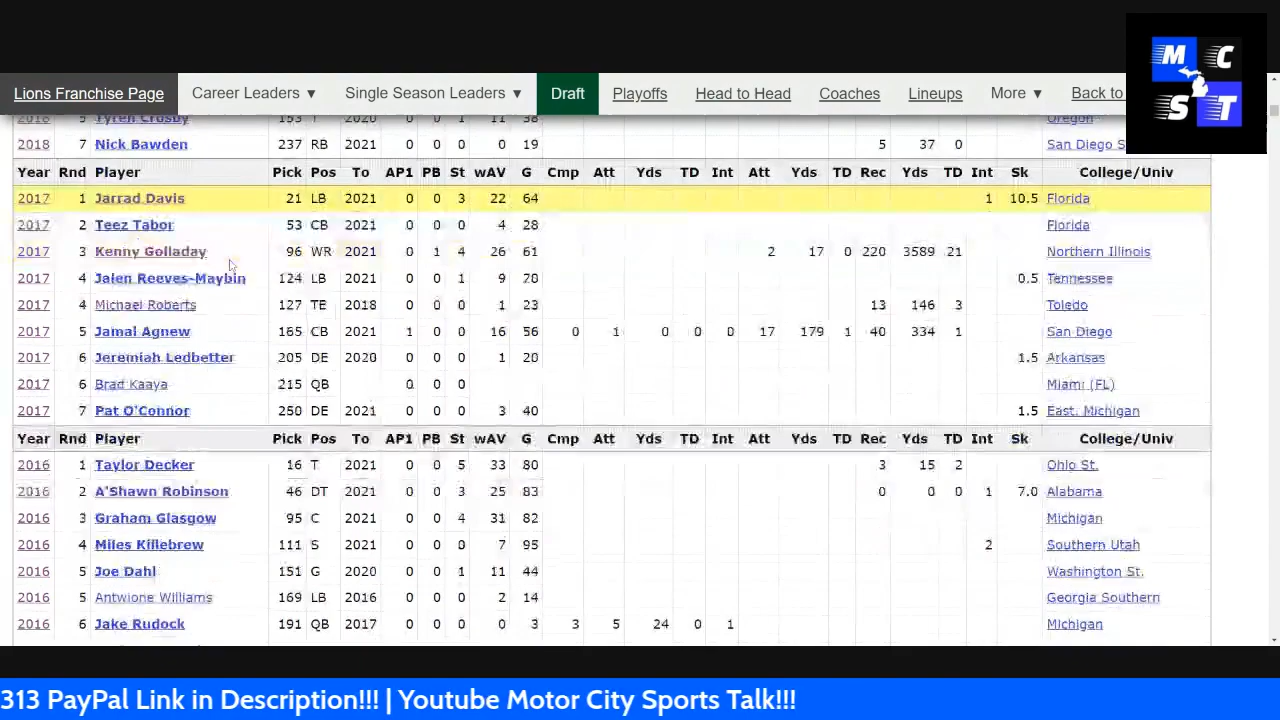 M C
S T
Lions Franchise Page Career Leaders ▼ Single Season Leaders ▼ Draft Playoffs Head to Head Coaches Lineups More ▼ Back to
2018 5 Tyrell Crosby 153 T 2020 0 0 1 11 38 Oregon
2018 7 Nick Bawden 237 RB 2021 0 0 0 0 19 5 37 0 San Diego S
Year Rnd Player Pick Pos To AP1 PB St wAV G Cmp Att Yds TD Int Att Yds TD Rec Yds TD Int Sk College/Univ
2017 1 Jarrad Davis 21 LB 2021 0 0 3 22 64 1 10.5 Florida
2017 2 Teez Tabor 53 CB 2021 0 0 0 4 28 Florida
2017 3 Kenny Golladay 96 WR 2021 0 1 4 26 61 2 17 0 220 3589 21 Northern Illinois
2017 4 Jalen Reeves-Maybin 124 LB 2021 0 0 1 9 78 0.5 Tennessee
2017 4 Michael Roberts 127 TE 2018 0 0 0 1 23 13 146 3 Toledo
2017 5 Jamal Agnew 165 CB 2021 1 0 0 16 56 0 1 0 0 0 17 179 1 40 334 1 San Diego
2017 6 Jeremiah Ledbetter 205 DE 2020 0 0 0 1 20 1.5 Arkansas
2017 6 Brad Kaaya 215 QB 0 0 0 Miami (FL)
2017 7 Pat O'Connor 250 DE 2021 0 0 0 3 40 1.5 East. Michigan
Year Rnd Player Pick Pos To AP1 PB St wAV G Cmp Att Yds TD Int Att Yds TD Rec Yds TD Int Sk College/Univ
2016 1 Taylor Decker 16 T 2021 0 0 5 33 80 3 15 2 Ohio St.
2016 2 A'Shawn Robinson 46 DT 2021 0 0 3 25 83 0 0 0 1 7.0 Alabama
2016 3 Graham Glasgow 95 C 2021 0 0 4 31 82 Michigan
2016 4 Miles Killebrew 111 S 2021 0 0 0 7 95 2 Southern Utah
2016 5 Joe Dahl 151 G 2020 0 0 1 11 44 Washington St.
2016 5 Antwione Williams 169 LB 2016 0 0 0 2 14 Georgia Southern
2016 6 Jake Rudock 191 QB 2017 0 0 0 0 3 3 5 24 0 1 Michigan
313 PayPal Link in Description!!! | Youtube Motor City Sports Talk!!!